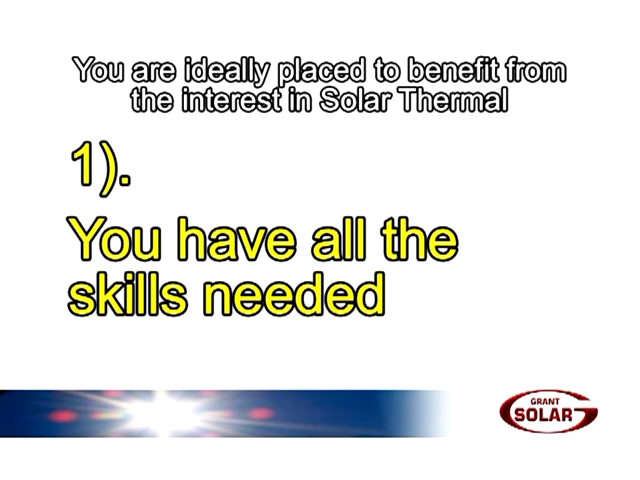 You are ideally placed to benefit from
the interest in Solar Thermal
1).
You have all the
skills needed
GRANT
SOLAR